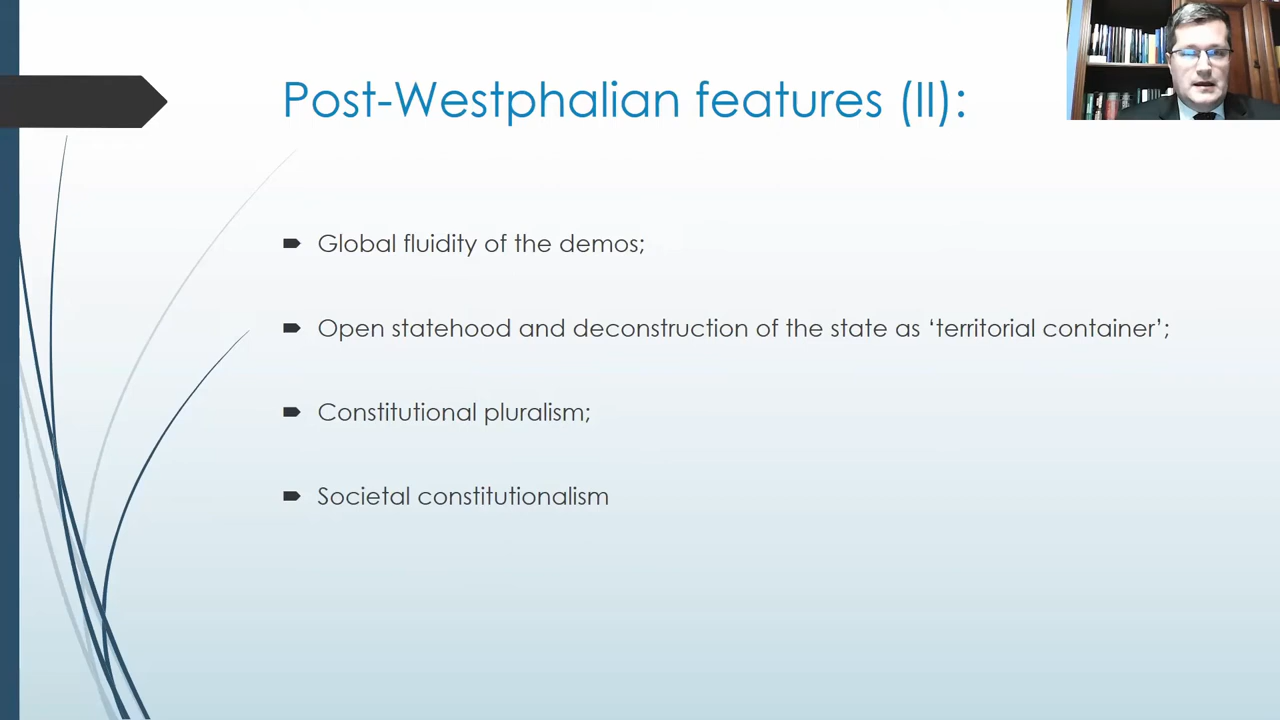 Post-Westphalian features (II):
Global fluidity of the demos;
Open statehood and deconstruction of the state as ‘territorial container’;
Constitutional pluralism;
Societal constitutionalism